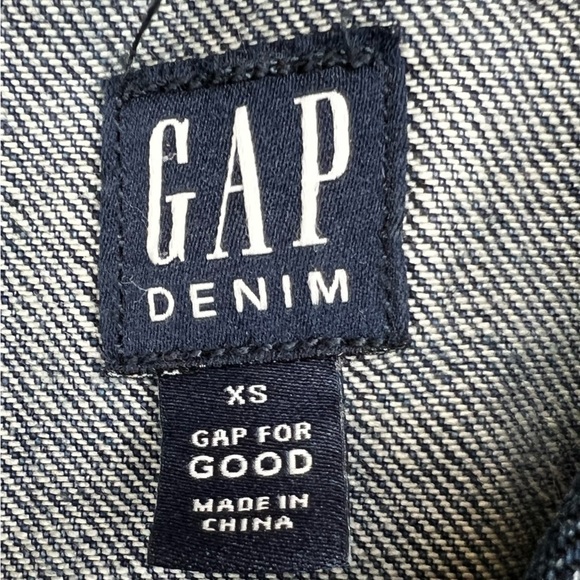 GAP
DENIM
XS
GAP FOR
GOOD
MADE IN
CHINA